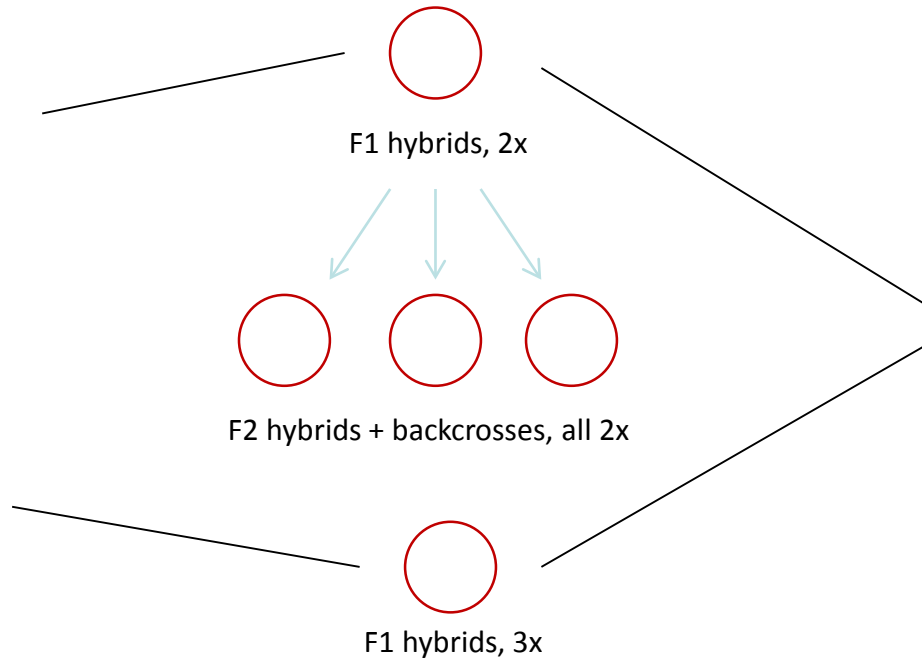 F1 hybrids, 2x
F2 hybrids + backcrosses, all 2x
F1 hybrids, 3x